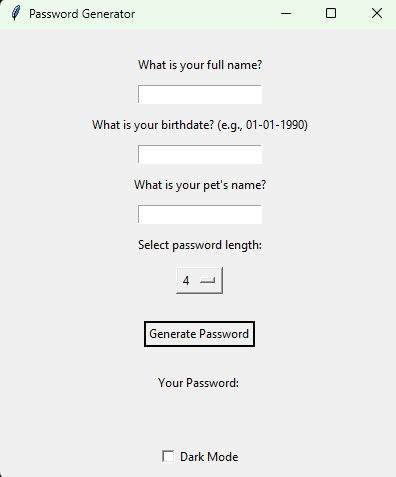 Password Generator
What is your full name?
What is your birthdate? (e.g., 01-01-1990)
What is your pet's name?
Select password length:
4
Generate Password
Your Password:
Dark Mode